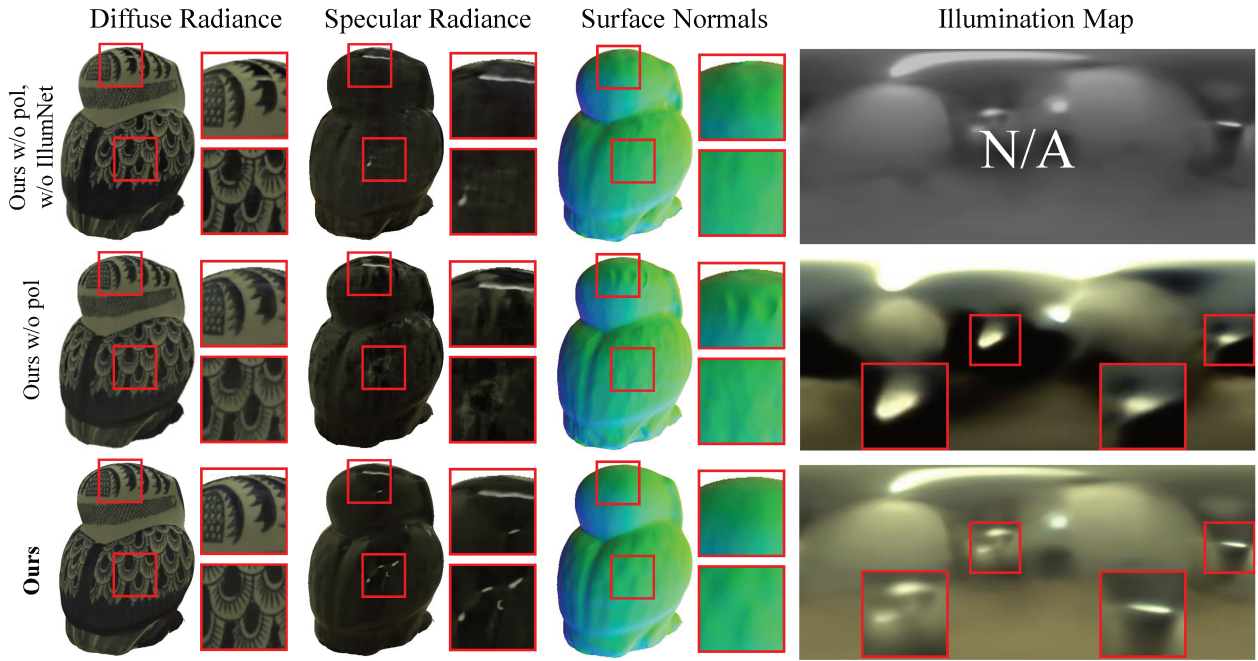 Diffuse Radiance
Specular Radiance
Surface Normals
Illumination Map
Ours w/o pol,
w/o IllumNet
N/A
Ours w/o pol
Ours